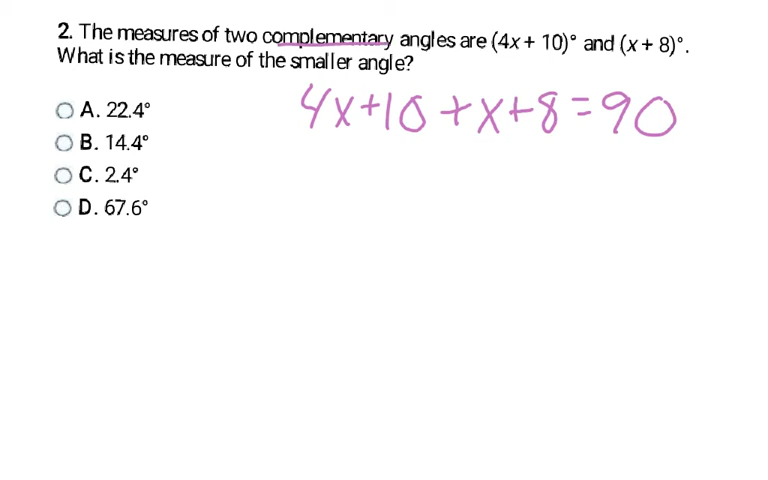 2. The measures of two complementary angles are (4x + 10)° and (x + 8)°.
What is the measure of the smaller angle?
A. 22.4°
4x+10+x+8=90
B. 14.4°
C. 2.4°
D. 67.6°